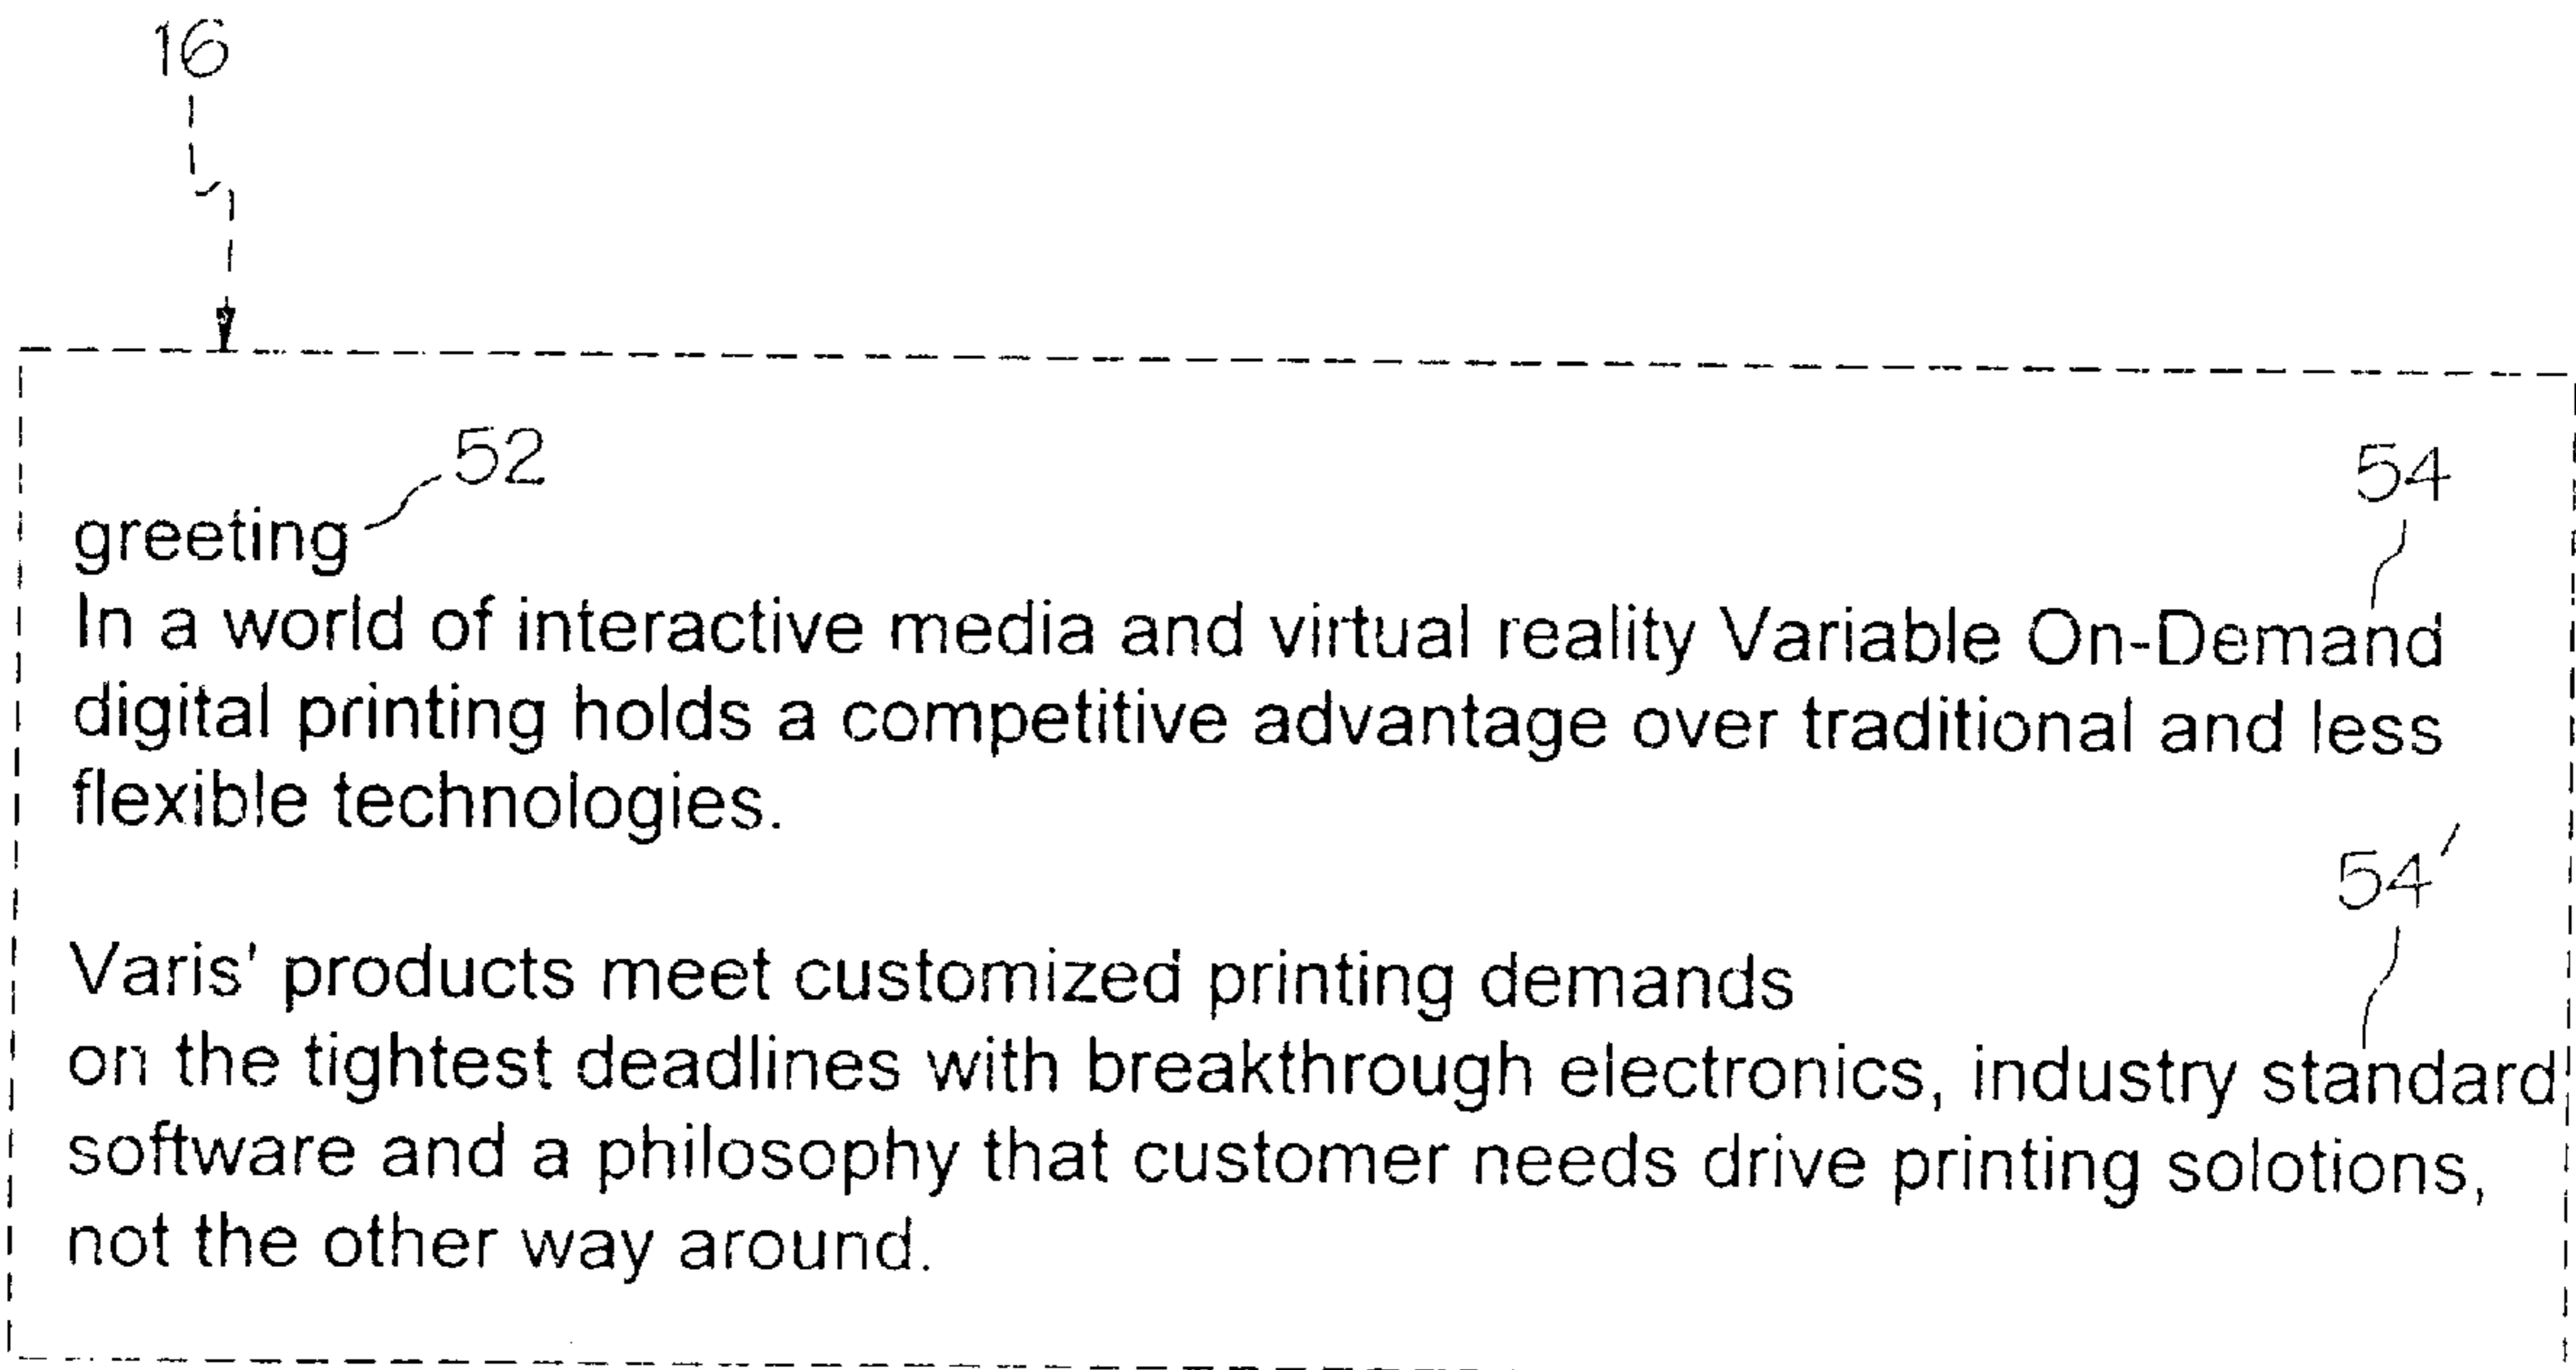 16
52
54
greeting
In a world of interactive media and virtual reality Variable On-Demand
digital printing holds a competitive advantage over traditional and less
flexible technologies.
54'
Varis' products meet customized printing demands
on the tightest deadlines with breakthrough electronics, industry standard
software and a philosophy that customer needs drive printing solotions,
not the other way around.